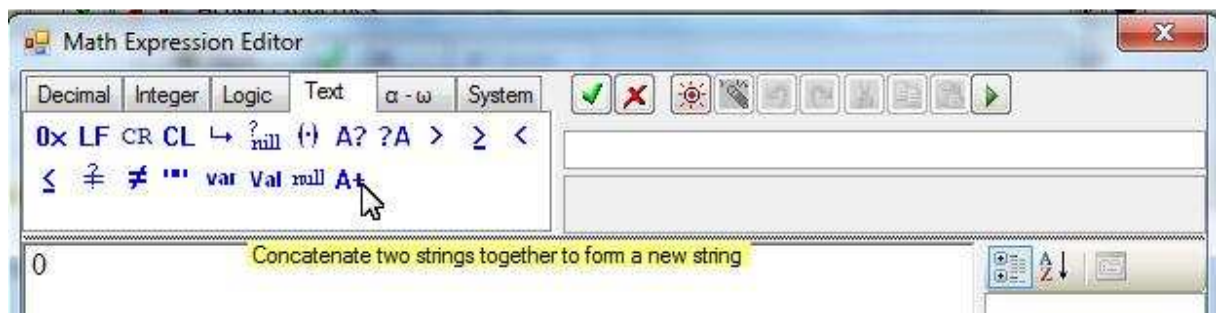 Math Expression Editor
Decimal Integer Logic Text α - ω System
0x LF CR CL ↵ ?null (·) A? ?A > ≥ <
≤ ≟ ≠ "" var Val null A+
Concatenate two strings together to form a new string
0
A Z